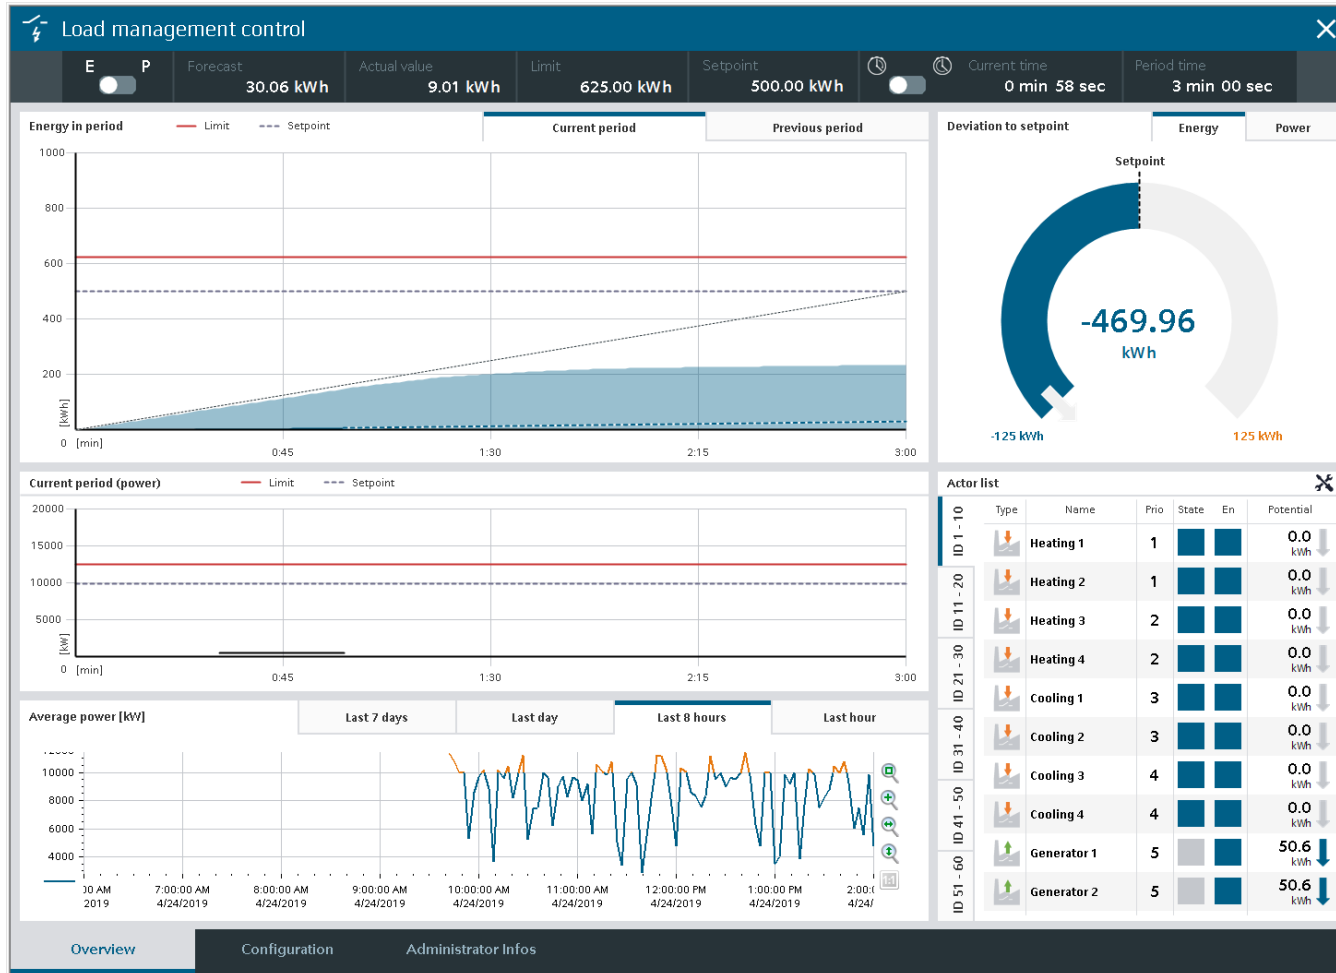 Load management control
E P
Forecast
30.06 kWh
Actual value
9.01 kWh
Limit
625.00 kWh
Setpoint
500.00 kWh
Current time
0 min 58 sec
Period time
3 min 00 sec
Energy in period
Limit
Setpoint
Current period
Previous period
1000
800
600
400
200
[kWh]
0 [min]
0:45 1:30 2:15 3:00
Deviation to setpoint
Energy
Power
Setpoint
-469.96
kWh
-125 kWh
125 kWh
Current period (power)
Limit
Setpoint
20000
15000
10000
5000
[kW]
0 [min]
0:45 1:30 2:15 3:00
Average power [kW]
Last 7 days
Last day
Last 8 hours
Last hour
10000
8000
6000
4000
7:00:00 AM 8:00:00 AM 9:00:00 AM 10:00:00 AM 11:00:00 AM 12:00:00 PM 1:00:00 PM
2019 4/24/2019 4/24/2019 4/24/2019 4/24/2019 4/24/2019 4/24/2019 4/24/2019 4/24/
1:1
Actor list
ID 1 - 10
ID 11 - 20
ID 21 - 30
ID 31 - 40
ID 41 - 50
ID 51 - 60
Type Name Prio State En Potential
Heating 1 1 0.0 kWh
Heating 2 1 0.0 kWh
Heating 3 2 0.0 kWh
Heating 4 2 0.0 kWh
Cooling 1 3 0.0 kWh
Cooling 2 3 0.0 kWh
Cooling 3 4 0.0 kWh
Cooling 4 4 0.0 kWh
Generator 1 5 50.6 kWh
Generator 2 5 50.6 kWh
Overview
Configuration
Administrator Infos